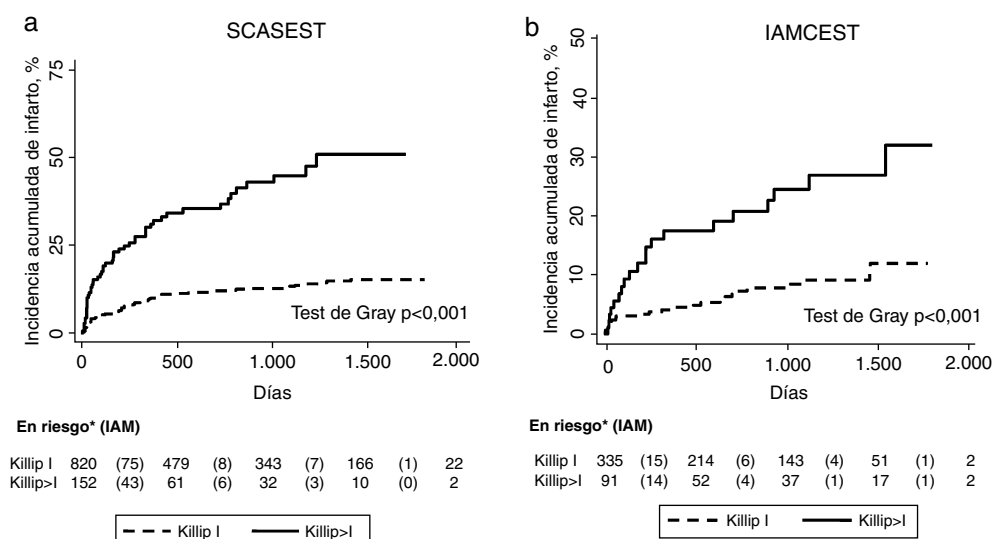 a
SCASEST
Incidencia acumulada de infarto, %
75
50
25
0
0 500 1.000 1.500 2.000
Días
Test de Gray p<0,001
En riesgo* (IAM)
Killip I 820 (75) 479 (8) 343 (7) 166 (1) 22
Killip>I 152 (43) 61 (6) 32 (3) 10 (0) 2
Killip I Killip>I
b
IAMCEST
Incidencia acumulada de infarto, %
50
40
30
20
10
0
0 500 1.000 1.500 2.000
Días
Test de Gray p<0,001
En riesgo* (IAM)
Killip I 335 (15) 214 (6) 143 (4) 51 (1) 2
Killip>I 91 (14) 52 (4) 37 (1) 17 (1) 2
Killip I Killip>I